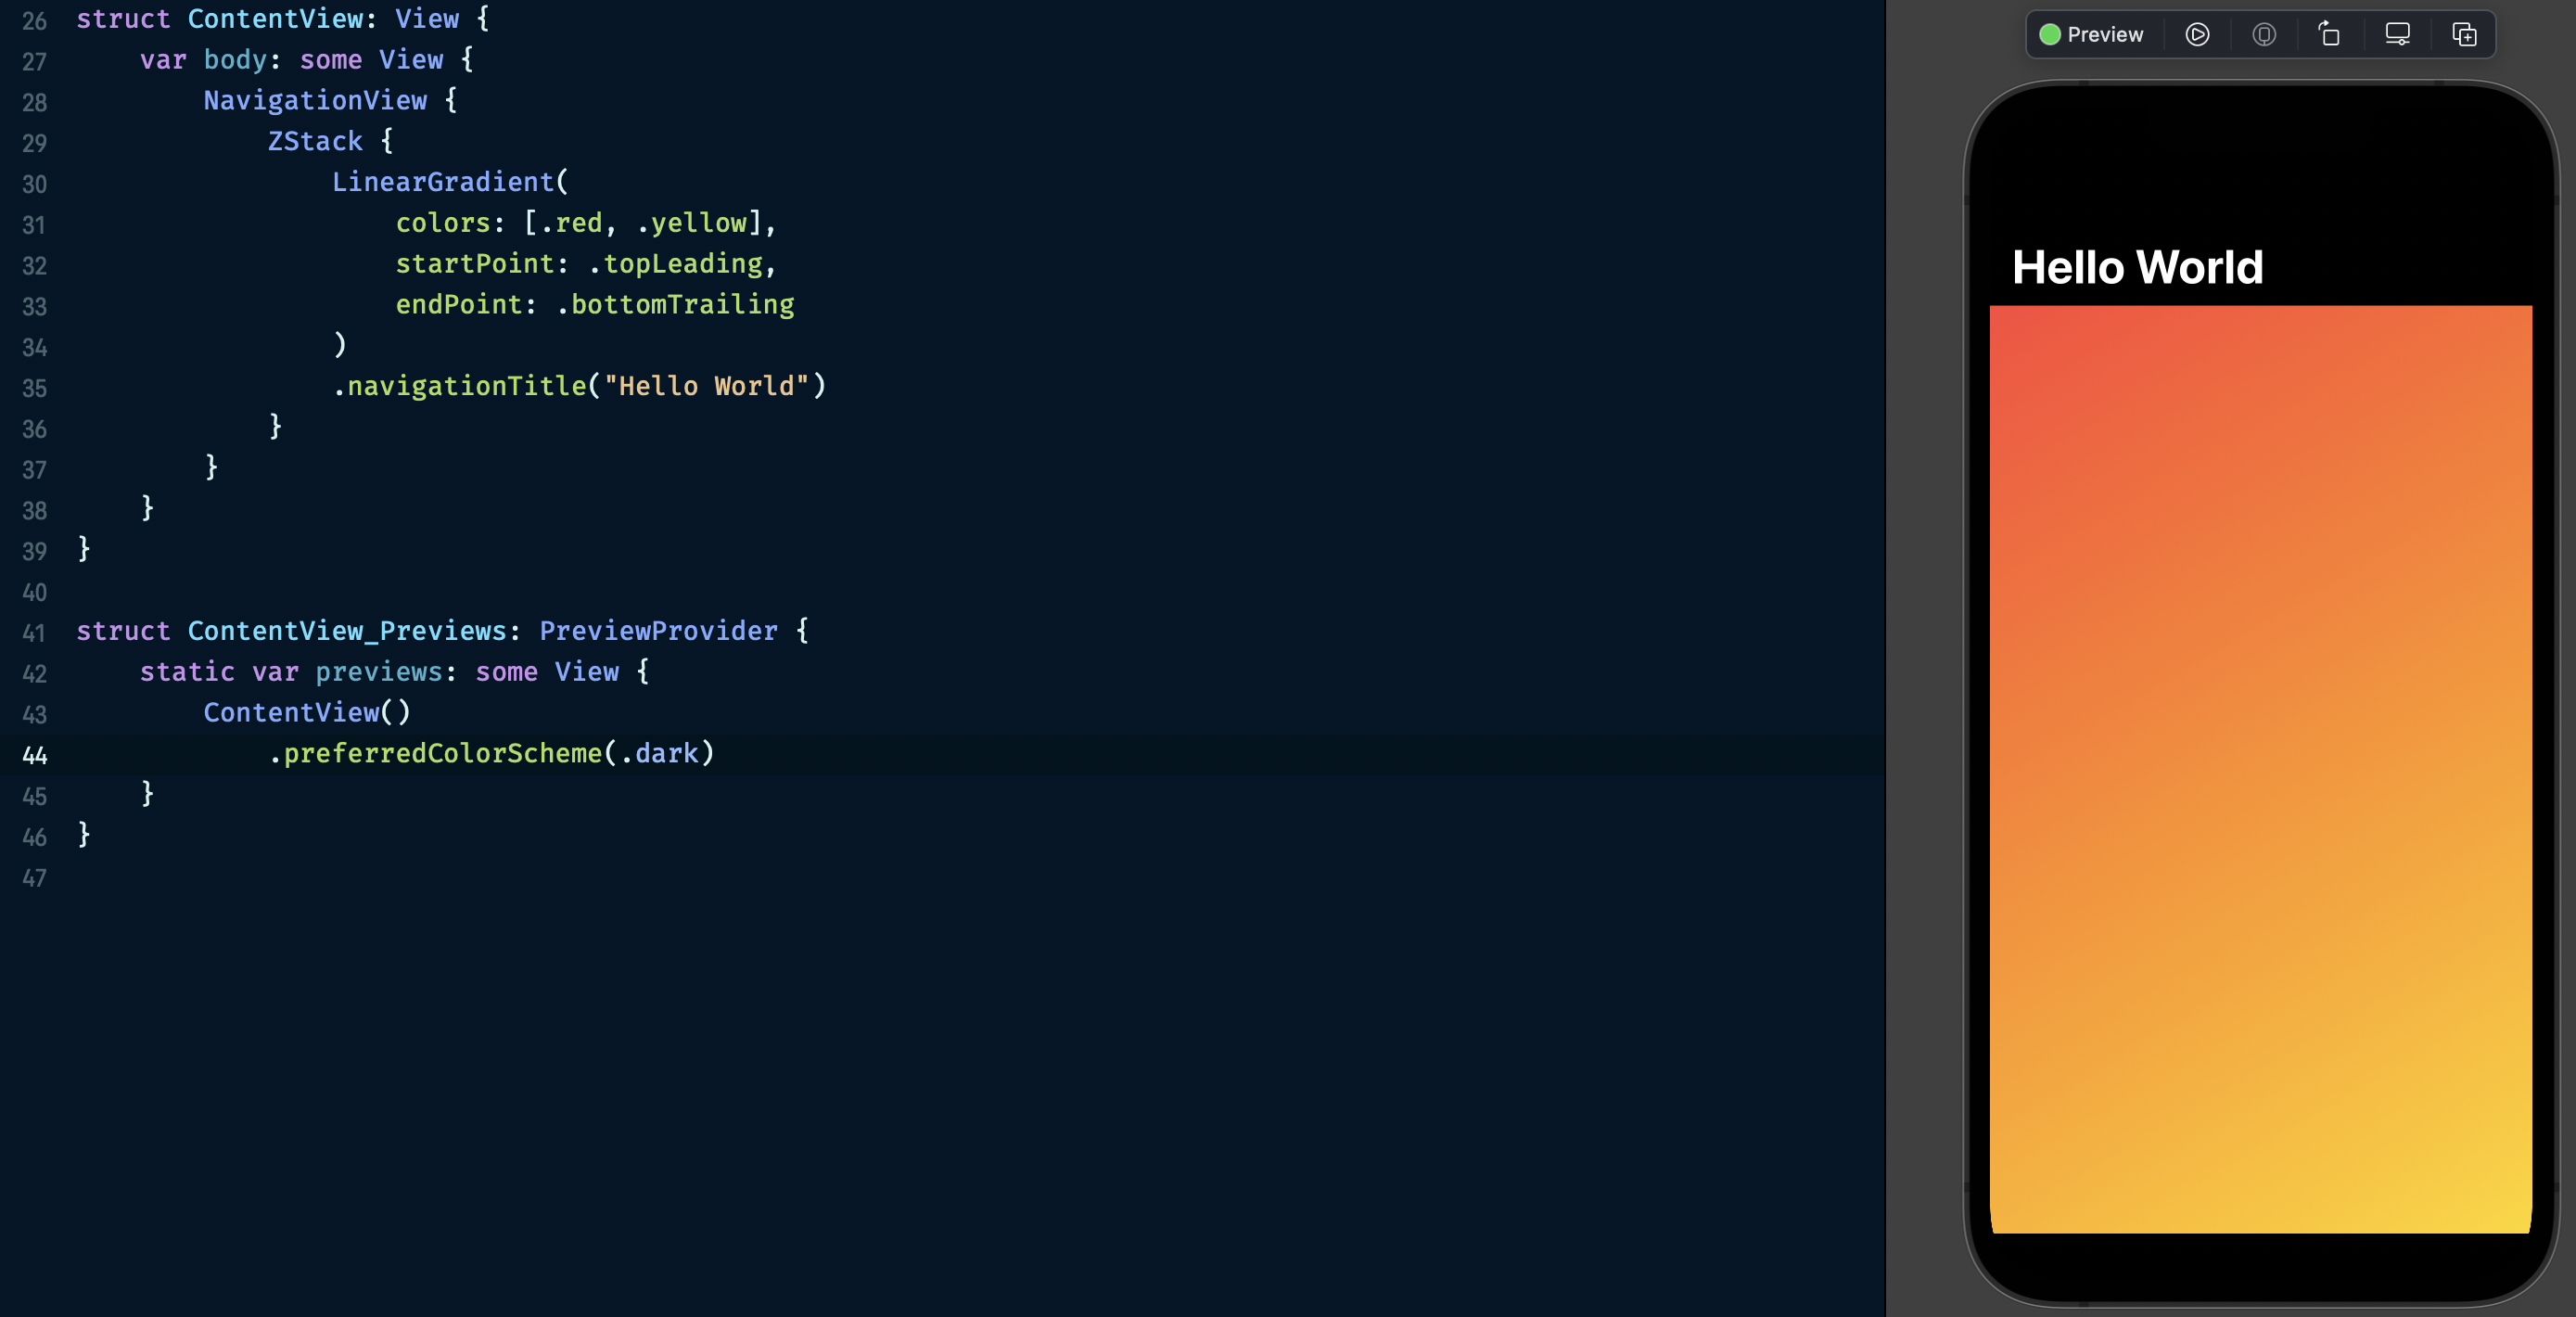 26 struct ContentView: View {
27     var body: some View {
28         NavigationView {
29             ZStack {
30                 LinearGradient(
31                     colors: [.red, .yellow],
32                     startPoint: .topLeading,
33                     endPoint: .bottomTrailing
34                 )
35                 .navigationTitle("Hello World")
36             }
37         }
38     }
39 }
40
41 struct ContentView_Previews: PreviewProvider {
42     static var previews: some View {
43         ContentView()
44             .preferredColorScheme(.dark)
45     }
46 }
47
Preview
Hello World